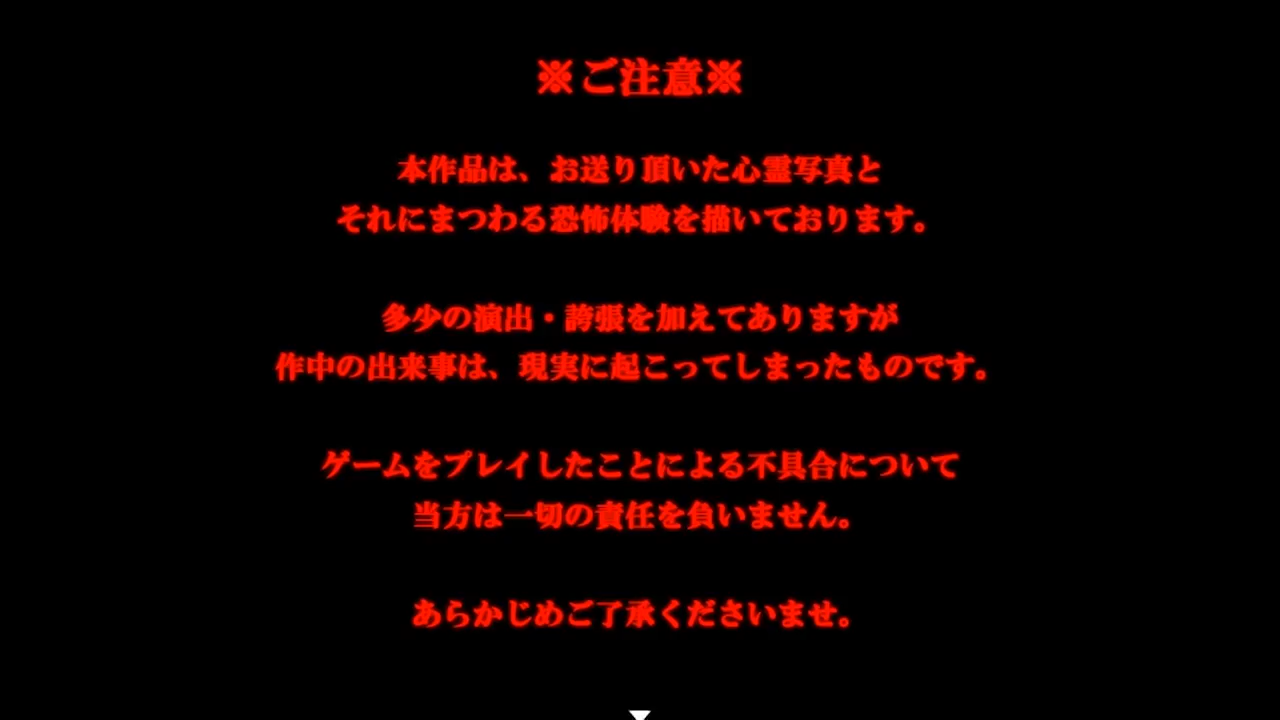 ※ご注意※
本作品は、お送り頂いた心霊写真と
それにまつわる恐怖体験を描いております。
多少の演出・誇張を加えてありますが
作中の出来事は、現実に起こってしまったものです。
ゲームをプレイしたことによる不具合について
当方は一切の責任を負いません。
あらかじめご了承くださいませ。